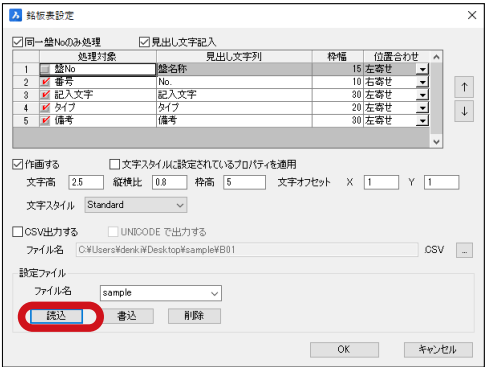 銘板表設定
同一盤Noのみ処理 見出し文字記入
処理対象 見出し文字列 枠幅 位置合わせ
1 盤No 盤名称 15 左寄せ
2 番号 No. 10 右寄せ
3 記入文字 記入文字 30 左寄せ
4 タイプ タイプ 20 左寄せ
5 備考 備考 30 左寄せ
作画する 文字スタイルに設定されているプロパティを適用
文字高 2.5 縦横比 0.8 枠高 5 文字オフセット X 1 Y 1
文字スタイル Standard
CSV出力する UNICODEで出力する
ファイル名 C:¥Users¥denki¥Desktop¥sample¥B01 .CSV ...
設定ファイル
ファイル名 sample
読込 書込 削除
OK キャンセル